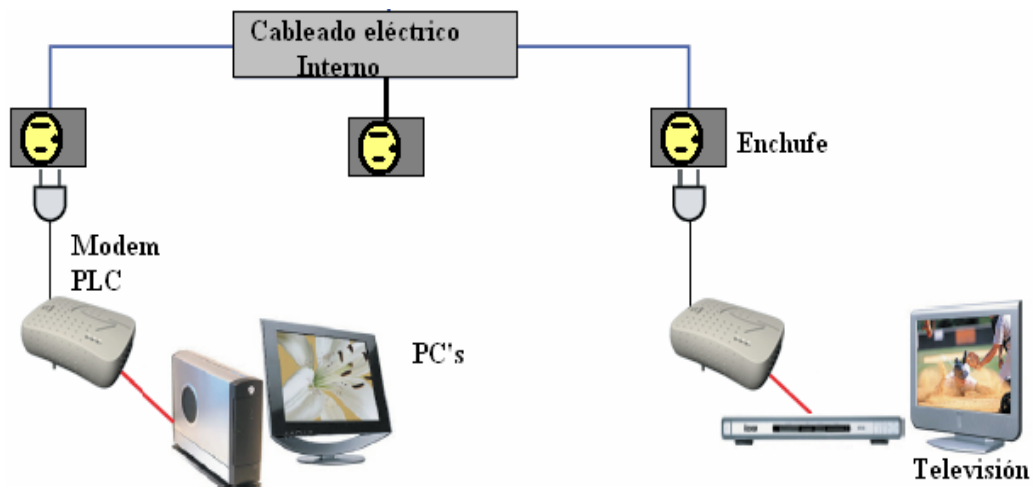 Cableado eléctrico
Interno
Enchufe
Modem
PLC
PC's
Televisión